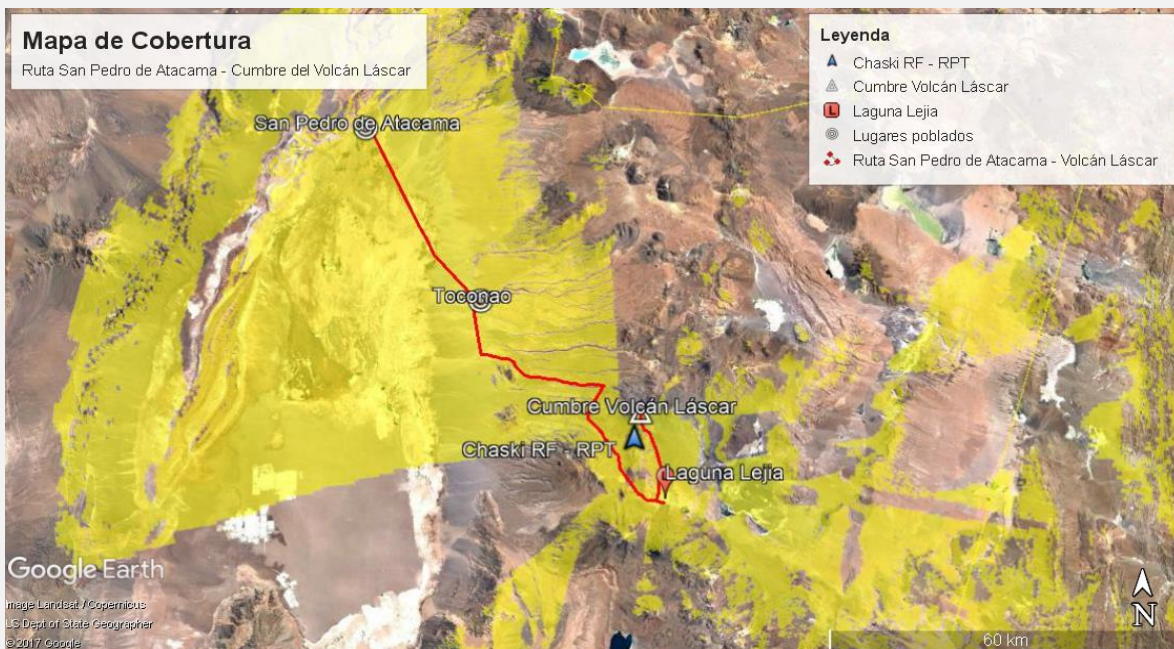 Mapa de Cobertura
Ruta San Pedro de Atacama - Cumbre del Volcán Láscar
Leyenda
Chaski RF - RPT
Cumbre Volcán Láscar
L
Laguna Lejia
Lugares poblados
Ruta San Pedro de Atacama - Volcán Láscar
San Pedro de Atacama
Toconao
Cumbre Volcán Láscar
Chaski RF - RPT
Laguna Lejia
Google Earth
Image Landsat / Copernicus
US Dept of State Geographer
© 2017 Google
N
60 km